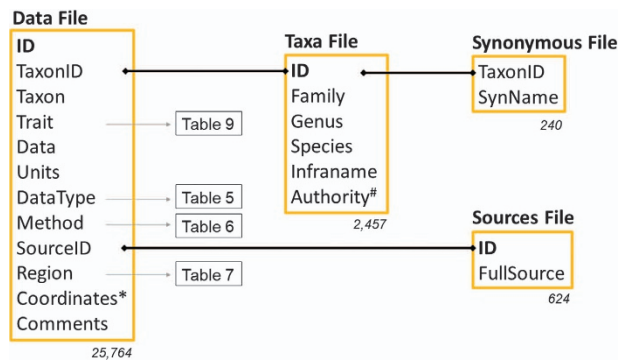 Data File
ID
TaxonID
Taxon
Trait
Data
Units
DataType
Method
SourceID
Region
Coordinates*
Comments
25,764
Table 9
Table 5
Table 6
Table 7
Taxa File
ID
Family
Genus
Species
Infraname
Authority#
2,457
Synonymous File
TaxonID
SynName
240
Sources File
ID
FullSource
624